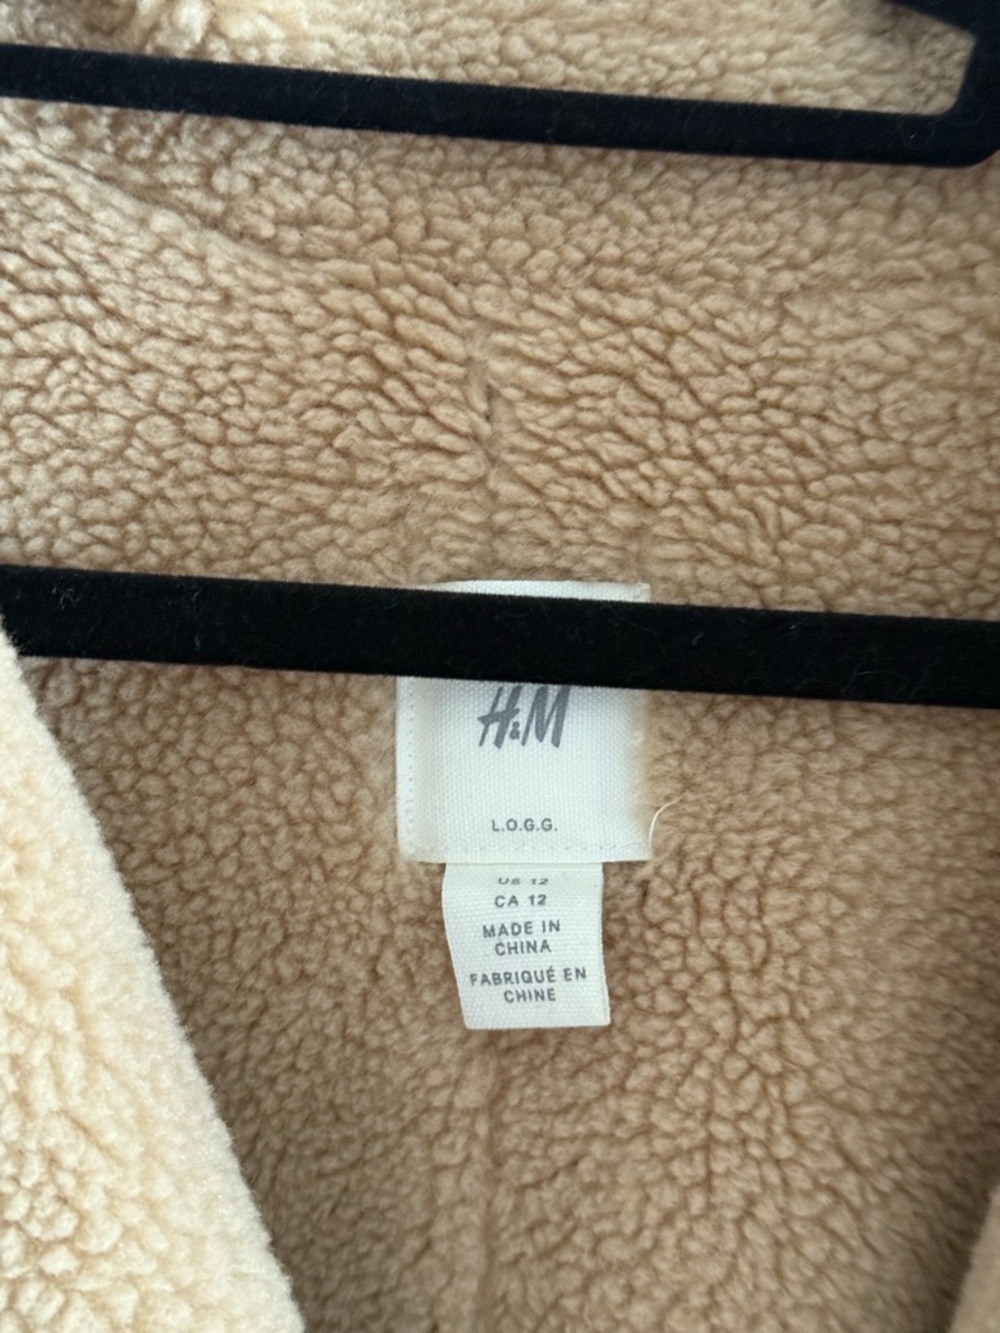 H&M
L.O.G.G.
US 12
CA 12
MADE IN
CHINA
FABRIQUÉ EN
CHINE